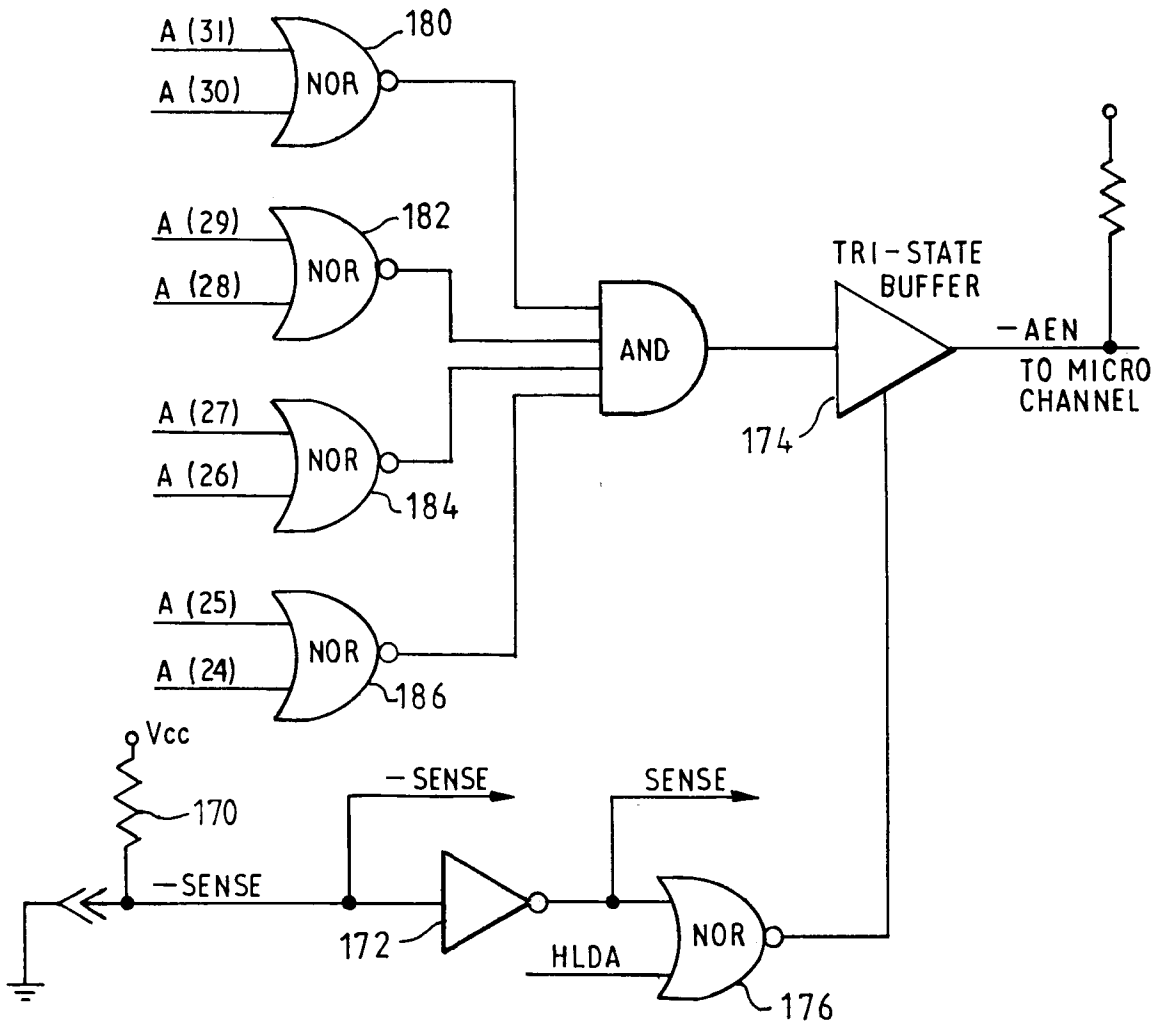 A (31)
180
NOR
A (30)
A (29)
182
NOR
A (28)
TRI-STATE
BUFFER
-AEN
AND
TO MICRO
CHANNEL
174
A (27)
NOR
A (26)
184
A (25)
NOR
A (24)
186
Vcc
170
-SENSE
SENSE
-SENSE
172
HLDA
NOR
176